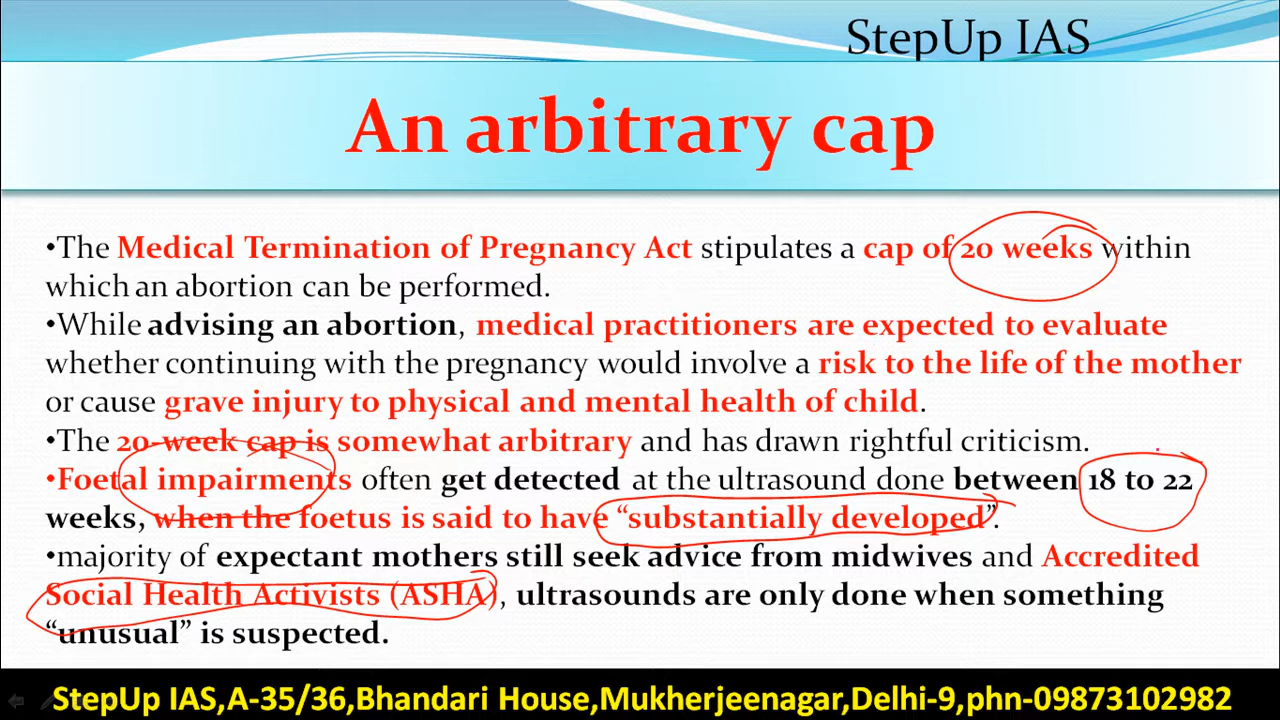 StepUp IAS
An arbitrary cap
•The Medical Termination of Pregnancy Act stipulates a cap of 20 weeks within
which an abortion can be performed.
•While advising an abortion, medical practitioners are expected to evaluate
whether continuing with the pregnancy would involve a risk to the life of the mother
or cause grave injury to physical and mental health of child.
•The 20-week cap is somewhat arbitrary and has drawn rightful criticism.
•Foetal impairments often get detected at the ultrasound done between 18 to 22
weeks, when the foetus is said to have “substantially developed”.
•majority of expectant mothers still seek advice from midwives and Accredited
Social Health Activists (ASHA), ultrasounds are only done when something
“unusual” is suspected.
StepUp IAS,A-35/36,Bhandari House,Mukherjeenagar,Delhi-9,phn-09873102982